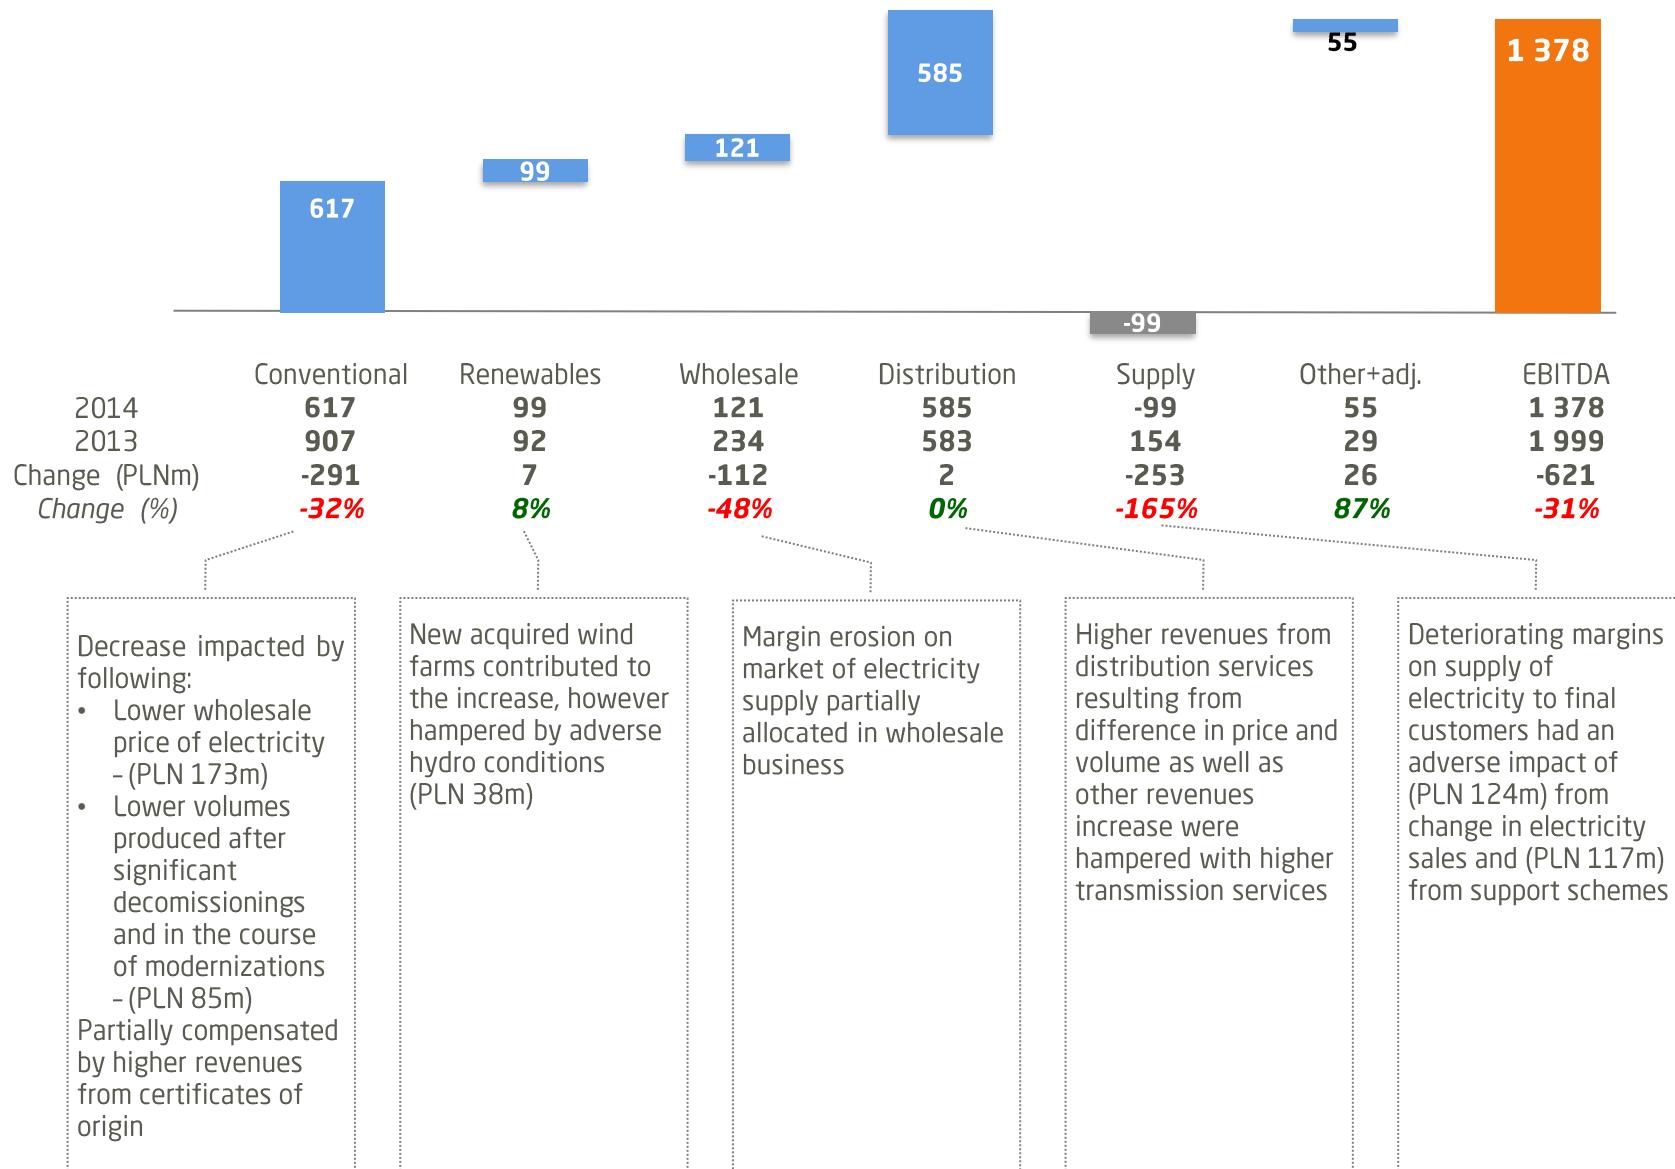 617
99
121
585
-99
55
1 378
Conventional Renewables Wholesale Distribution Supply Other+adj. EBITDA
2014 617 99 121 585 -99 55 1 378
2013 907 92 234 583 154 29 1 999
Change (PLNm) -291 7 -112 2 -253 26 -621
Change (%) -32% 8% -48% 0% -165% 87% -31%
Decrease impacted by
following:
• Lower wholesale
price of electricity
– (PLN 173m)
• Lower volumes
produced after
significant
decomissionings
and in the course
of modernizations
– (PLN 85m)
Partially compensated
by higher revenues
from certificates of
origin
New acquired wind
farms contributed to
the increase, however
hampered by adverse
hydro conditions
(PLN 38m)
Margin erosion on
market of electricity
supply partially
allocated in wholesale
business
Higher revenues from
distribution services
resulting from
difference in price and
volume as well as
other revenues
increase were
hampered with higher
transmission services
Deteriorating margins
on supply of
electricity to final
customers had an
adverse impact of
(PLN 124m) from
change in electricity
sales and (PLN 117m)
from support schemes